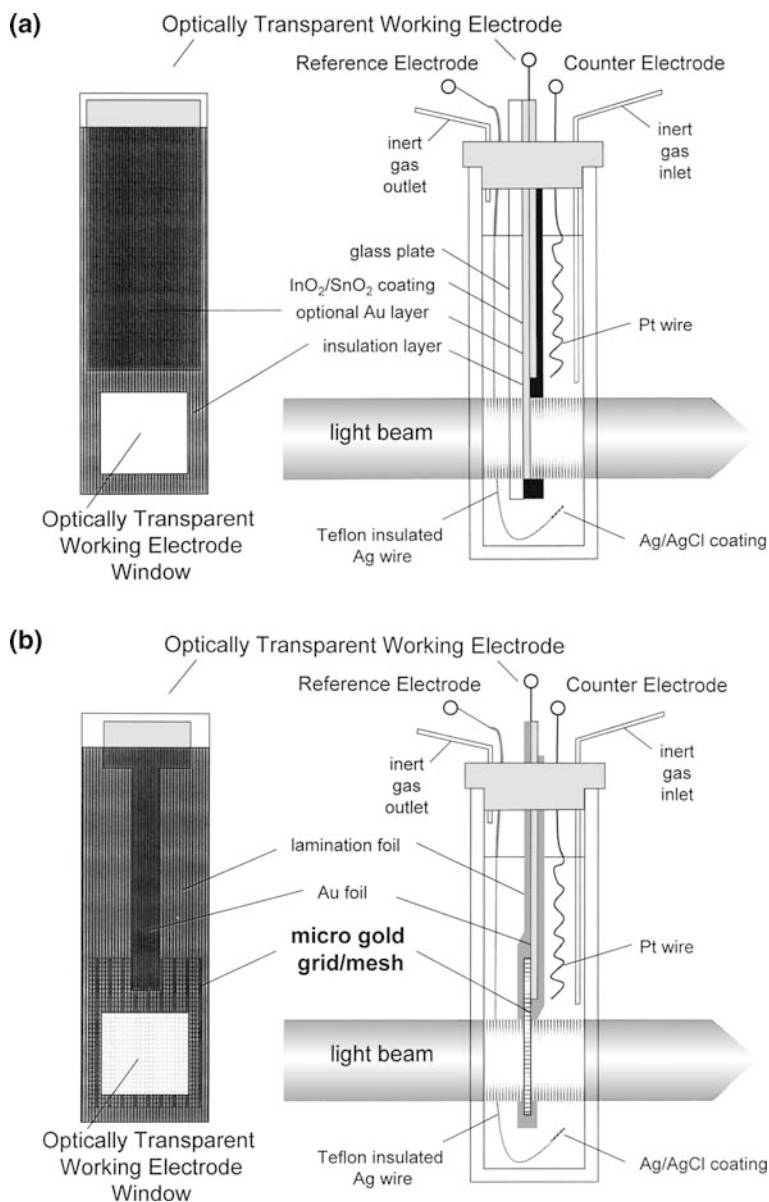 (a)
Optically Transparent Working Electrode
Reference Electrode
Counter Electrode
inert
gas
outlet
inert
gas
inlet
glass plate
InO₂/SnO₂ coating
optional Au layer
insulation layer
Pt wire
light beam
Optically Transparent
Working Electrode
Window
Teflon insulated
Ag wire
Ag/AgCl coating
(b)
Optically Transparent Working Electrode
Reference Electrode
Counter Electrode
inert
gas
outlet
inert
gas
inlet
lamination foil
Au foil
micro gold
grid/mesh
Pt wire
light beam
Optically Transparent
Working Electrode
Window
Teflon insulated
Ag wire
Ag/AgCl coating